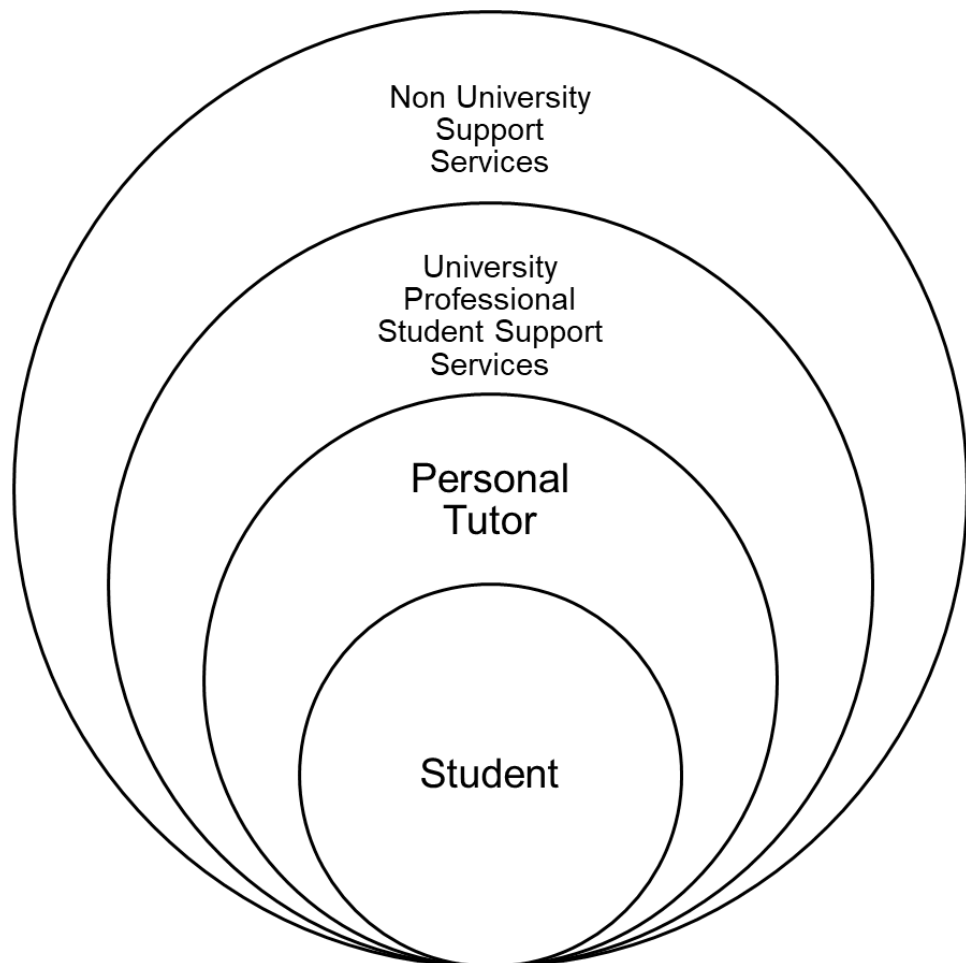 Non University
Support
Services
University
Professional
Student Support
Services
Personal
Tutor
Student